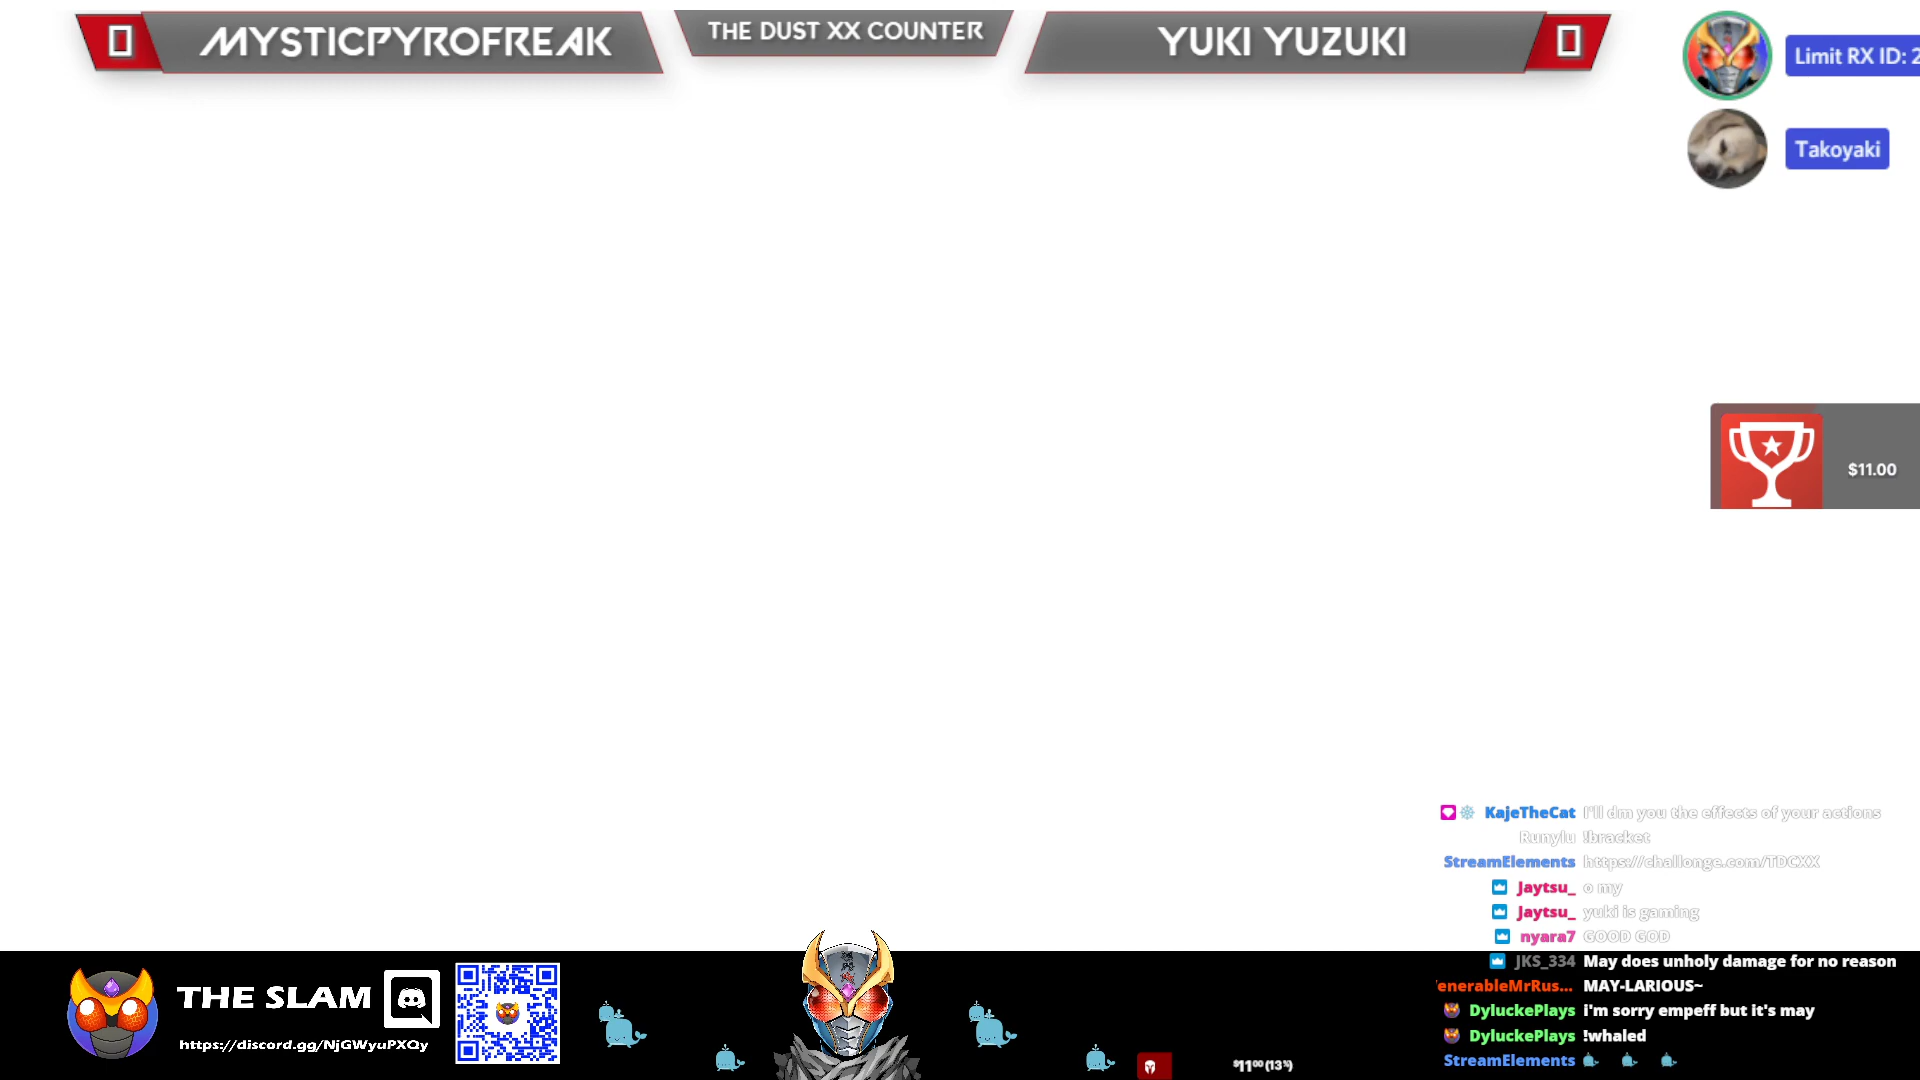 0 MYSTICPYROFREAK
THE DUST XX COUNTER
YUKI YUZUKI 0
Limit RX ID: 2
Takoyaki
$11.00
KajeTheCat I'll dm you the effects of your actions
Runylu !bracket
StreamElements https://challonge.com/TDCXX
Jaytsu_ o my
Jaytsu_ yuki is gaming
nyara7 GOOD GOD
JKS_334 May does unholy damage for no reason
enerableMrRus... MAY-LARIOUS~
DyluckePlays I'm sorry empeff but it's may
DyluckePlays !whaled
StreamElements
THE SLAM
https://discord.gg/NjGWyuPXQy
$11.00 (13%)